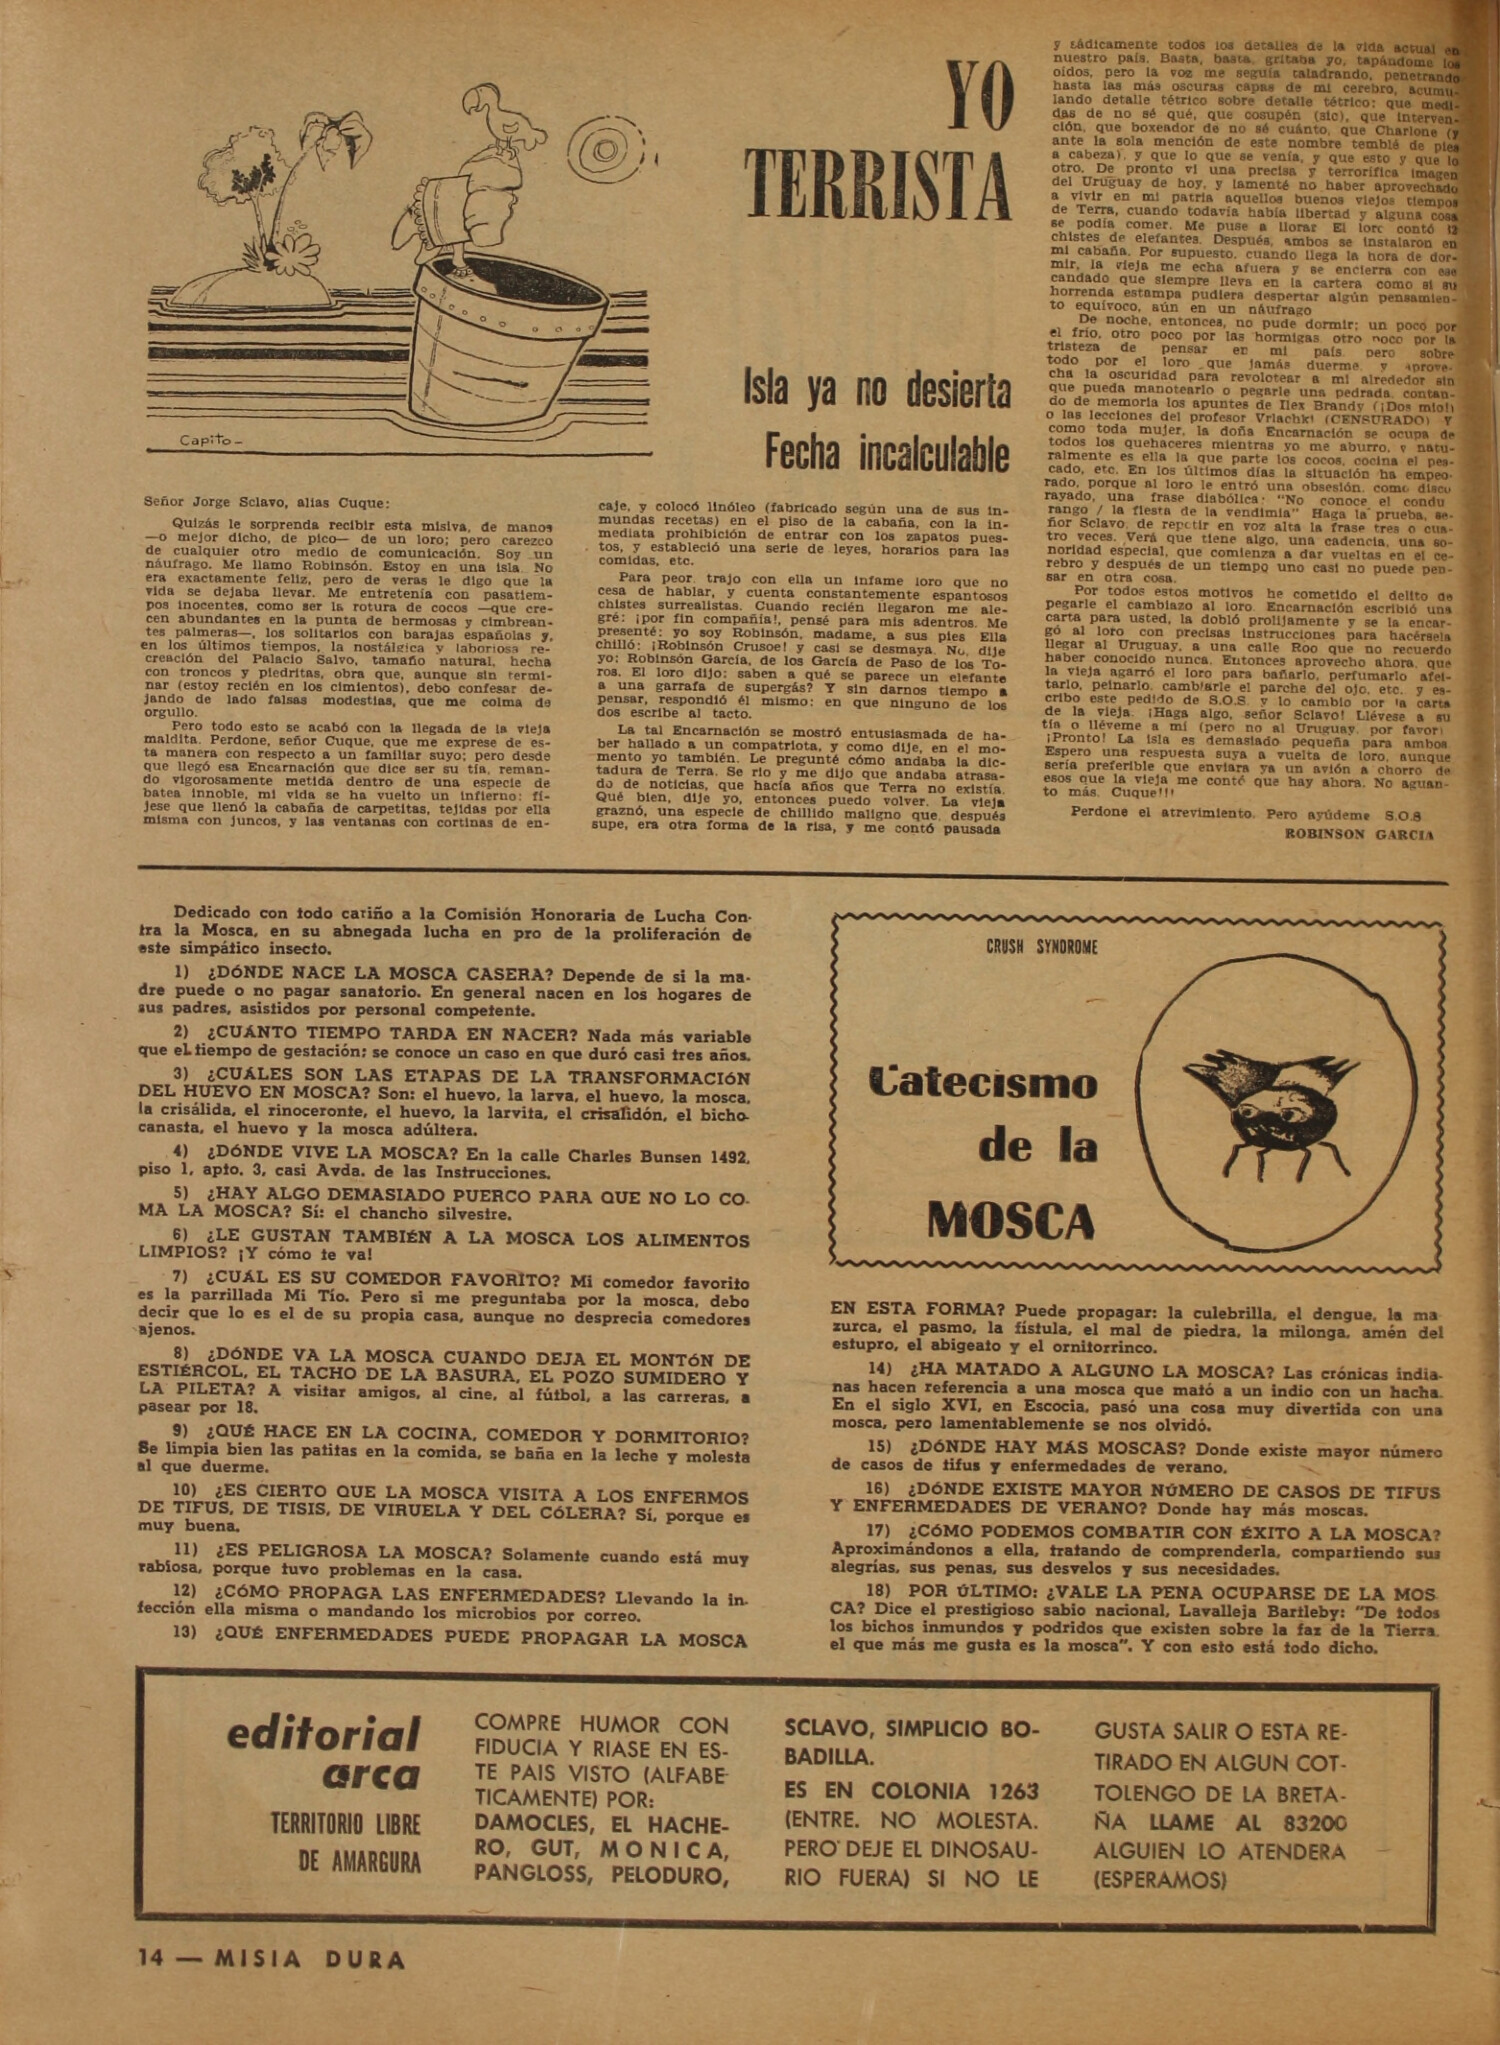 YO
TERRISTA
Isla ya no desierta
Fecha incalculable
Capito
Señor Jorge Sclavo, alias Cuque:
Quizás le sorprenda recibir esta misiva, de manos
—o mejor dicho, de pico— de un loro; pero carezco
de cualquier otro medio de comunicación. Soy un
náufrago. Me llamo Robinsón. Estoy en una isla. No
era exactamente feliz, pero de veras le digo que la
vida se dejaba llevar. Me entretenía con pasatiem-
pos inocentes, como ser la rotura de cocos —que cre-
cen abundantes en la punta de hermosas y cimbrean-
tes palmeras—, los solitarios con barajas españolas y,
en los últimos tiempos, la nostálgica y laboriosa re-
creación del Palacio Salvo, tamaño natural, hecha
con troncos y piedritas, obra que, aunque sin termi-
nar (estoy recién en los cimientos), debo confesar de-
jando de lado falsas modestias, que me colma de
orgullo.
Pero todo esto se acabó con la llegada de la vieja
maldita. Perdone, señor Cuque, que me exprese de es-
ta manera con respecto a un familiar suyo; pero desde
que llegó esa Encarnación que dice ser su tía, reman-
do vigorosamente metida dentro de una especie de
batea innoble, mi vida se ha vuelto un infierno: fí-
jese que llenó la cabaña de carpetitas, tejidas por ella
misma con juncos, y las ventanas con cortinas de en-
caje, y colocó linóleo (fabricado según una de sus in-
mundas recetas) en el piso de la cabaña, con la in-
mediata prohibición de entrar con los zapatos pues-
tos, y estableció una serie de leyes, horarios para las
comidas, etc.
Para peor, trajo con ella un infame loro que no
cesa de hablar, y cuenta constantemente espantosos
chistes surrealistas. Cuando recién llegaron me ale-
gré: ¡por fin compañía!, pensé para mis adentros. Me
presenté: yo soy Robinsón, madame, a sus pies Ella
chilló: ¡Robinsón Crusoe! y casi se desmaya. No, dije
yo; Robinsón García, de los García de Paso de los To-
ros. El loro dijo: saben a qué se parece un elefante
a una garrafa de supergás? Y sin darnos tiempo a
pensar, respondió él mismo: en que ninguno de los
dos escribe al tacto.
La tal Encarnación se mostró entusiasmada de ha-
ber hallado a un compatriota, y como dije, en el mo-
mento yo también. Le pregunté cómo andaba la dic-
tadura de Terra. Se rio y me dijo que andaba atrasa-
do de noticias, que hacía años que Terra no existía.
Qué bien, dije yo, entonces puedo volver. La vieja
graznó, una especie de chillido maligno que, después
supe, era otra forma de la risa, y me contó pausada
y sádicamente todos los detalles de la vida actual en
nuestro país. Basta, basta, gritaba yo, tapándome los
oídos, pero la voz me seguía taladrando, penetrando
hasta las más oscuras capas de mi cerebro, acumu-
lando detalle tétrico sobre detalle tétrico: que medi-
das de no sé qué, que cosupén (sic), que interven-
ción, que boxeador de no sé cuánto, que Charlone (y
ante la sola mención de este nombre temblé de pies
a cabeza), y que lo que se venía, y que esto y que lo
otro. De pronto vi una precisa y terrorífica imagen
del Uruguay de hoy, y lamenté no haber aprovechado
a vivir en mi patria aquellos buenos viejos tiempos
de Terra, cuando todavía había libertad y alguna cosa
se podía comer. Me puse a llorar El loro contó 12
chistes de elefantes. Después, ambos se instalaron en
mi cabaña. Por supuesto, cuando llega la hora de dor-
mir, la vieja me echa afuera y se encierra con ese
candado que siempre lleva en la cartera como si su
horrenda estampa pudiera despertar algún pensamien-
to equívoco, aún en un náufrago
De noche, entonces, no pude dormir; un poco por
el frío, otro poco por las hormigas otro poco por la
tristeza de pensar en mi país pero sobre
todo por el loro que jamás duerme y aprove-
cha la oscuridad para revolotear a mi alrededor sin
que pueda manotearlo o pegarle una pedrada, contan-
do de memoria los apuntes de Ilex Brandy (¡Dos mio!)
o las lecciones del profesor Vrlachki (CENSURADO) Y
como toda mujer, la doña Encarnación se ocupa de
todos los quehaceres mientras yo me aburro, y natu-
ralmente es ella la que parte los cocos, cocina el pes-
cado, etc. En los últimos días la situación ha empeo-
rado, porque al loro le entró una obsesión, como disco
rayado, una frase diabólica: "No conoce el condu
rango / la fiesta de la vendimia" Haga la prueba, se-
ñor Sclavo, de repetir en voz alta la frase tres o cua-
tro veces. Verá que tiene algo, una cadencia, una so-
noridad especial, que comienza a dar vueltas en el ce-
rebro y después de un tiempo uno casi no puede pen-
sar en otra cosa.
Por todos estos motivos he cometido el delito de
pegarle el cambiazo al loro Encarnación escribió una
carta para usted, la dobló prolijamente y se la encar-
gó al loro con precisas instrucciones para hacérsela
llegar al Uruguay, a una calle Roo que no recuerdo
haber conocido nunca. Entonces aprovecho ahora, que
la vieja agarró el loro para bañarlo, perfumarlo afei-
tarlo, peinarlo, cambiarle el parche del ojo, etc. y es-
cribo este pedido de S.O.S. y lo cambio por la carta
de la vieja. ¡Haga algo, señor Sclavo! Llévese a su
tía o lléveme a mí (pero no al Uruguay, por favor)
¡Pronto! La isla es demasiado pequeña para ambos
Espero una respuesta suya a vuelta de loro, aunque
sería preferible que enviara ya un avión a chorro de
esos que la vieja me contó que hay ahora. No aguan-
to más, Cuque!!!
Perdone el atrevimiento. Pero ayúdeme S.O.S
ROBINSON GARCIA
Dedicado con todo cariño a la Comisión Honoraria de Lucha Con-
tra la Mosca, en su abnegada lucha en pro de la proliferación de
este simpático insecto.
1) ¿DÓNDE NACE LA MOSCA CASERA? Depende de si la ma-
dre puede o no pagar sanatorio. En general nacen en los hogares de
sus padres, asistidos por personal competente.
2) ¿CUÁNTO TIEMPO TARDA EN NACER? Nada más variable
que el tiempo de gestación; se conoce un caso en que duró casi tres años.
3) ¿CUÁLES SON LAS ETAPAS DE LA TRANSFORMACIÓN
DEL HUEVO EN MOSCA? Son: el huevo, la larva, el huevo, la mosca,
la crisálida, el rinoceronte, el huevo, la larvita, el crisalidón, el bicho-
canasta, el huevo y la mosca adúltera.
4) ¿DÓNDE VIVE LA MOSCA? En la calle Charles Bunsen 1492,
piso 1, apto. 3, casi Avda. de las Instrucciones.
5) ¿HAY ALGO DEMASIADO PUERCO PARA QUE NO LO CO-
MA LA MOSCA? Sí: el chancho silvestre.
6) ¿LE GUSTAN TAMBIÉN A LA MOSCA LOS ALIMENTOS
LIMPIOS? ¡Y cómo te va!
7) ¿CUÁL ES SU COMEDOR FAVORITO? Mi comedor favorito
es la parrillada Mi Tío. Pero si me preguntaba por la mosca, debo
decir que lo es el de su propia casa, aunque no desprecia comedores
ajenos.
8) ¿DÓNDE VA LA MOSCA CUANDO DEJA EL MONTÓN DE
ESTIÉRCOL, EL TACHO DE LA BASURA, EL POZO SUMIDERO Y
LA PILETA? A visitar amigos, al cine, al fútbol, a las carreras, a
pasear por 18.
9) ¿QUÉ HACE EN LA COCINA, COMEDOR Y DORMITORIO?
Se limpia bien las patitas en la comida, se baña en la leche y molesta
al que duerme.
10) ¿ES CIERTO QUE LA MOSCA VISITA A LOS ENFERMOS
DE TIFUS, DE TISIS, DE VIRUELA Y DEL CÓLERA? Sí, porque es
muy buena.
11) ¿ES PELIGROSA LA MOSCA? Solamente cuando está muy
rabiosa, porque tuvo problemas en la casa.
12) ¿CÓMO PROPAGA LAS ENFERMEDADES? Llevando la in-
fección ella misma o mandando los microbios por correo.
13) ¿QUÉ ENFERMEDADES PUEDE PROPAGAR LA MOSCA
CRUSH SYNDROME
Catecismo
de la
MOSCA
EN ESTA FORMA? Puede propagar: la culebrilla, el dengue, la ma
zurca, el pasmo, la fístula, el mal de piedra, la milonga, amén del
estupro, el abigeato y el ornitorrinco.
14) ¿HA MATADO A ALGUNO LA MOSCA? Las crónicas india-
nas hacen referencia a una mosca que mató a un indio con un hacha.
En el siglo XVI, en Escocia, pasó una cosa muy divertida con una
mosca, pero lamentablemente se nos olvidó.
15) ¿DÓNDE HAY MÁS MOSCAS? Donde existe mayor número
de casos de tifus y enfermedades de verano.
16) ¿DÓNDE EXISTE MAYOR NÚMERO DE CASOS DE TIFUS
Y ENFERMEDADES DE VERANO? Donde hay más moscas.
17) ¿CÓMO PODEMOS COMBATIR CON ÉXITO A LA MOSCA?
Aproximándonos a ella, tratando de comprenderla, compartiendo sus
alegrías, sus penas, sus desvelos y sus necesidades.
18) POR ÚLTIMO: ¿VALE LA PENA OCUPARSE DE LA MOS
CA? Dice el prestigioso sabio nacional, Lavalleja Bartleby: "De todos
los bichos inmundos y podridos que existen sobre la faz de la Tierra,
el que más me gusta es la mosca". Y con esto está todo dicho.
editorial
arca
TERRITORIO LIBRE
DE AMARGURA
COMPRE HUMOR CON
FIDUCIA Y RIASE EN ES-
TE PAIS VISTO (ALFABE
TICAMENTE) POR:
DAMOCLES, EL HACHE-
RO, GUT, MONICA,
PANGLOSS, PELODURO,
SCLAVO, SIMPLICIO BO-
BADILLA.
ES EN COLONIA 1263
(ENTRE. NO MOLESTA.
PERO DEJE EL DINOSAU-
RIO FUERA) SI NO LE
GUSTA SALIR O ESTA RE-
TIRADO EN ALGUN COT-
TOLENGO DE LA BRETA-
ÑA LLAME AL 83200
ALGUIEN LO ATENDERA
(ESPERAMOS)
14 — MISIA DURA